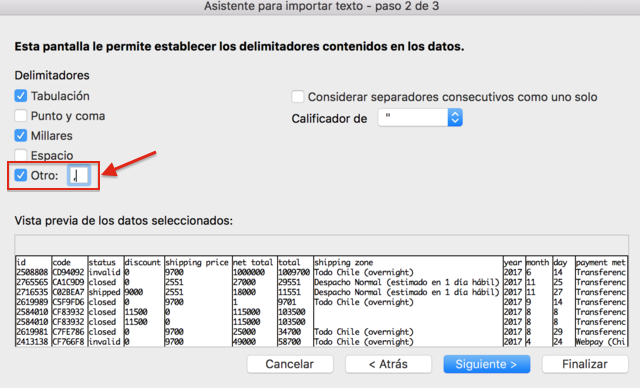 Asistente para importar texto - paso 2 de 3
Esta pantalla le permite establecer los delimitadores contenidos en los datos.
Delimitadores
Tabulación
Punto y coma
Millares
Espacio
Otro: ,
Considerar separadores consecutivos como uno solo
Calificador de "
Vista previa de los datos seleccionados:
id code status discount shipping price net total total shipping zone year month day payment met
2508808 CD94092 invalid 0 9700 1000000 1009700 Todo Chile (overnight) 2017 6 14 Transferenc
2765565 CA1C9D9 closed 0 2551 27000 29551 Despacho Normal (estimado en 1 día hábil) 2017 11 25 Transferenc
2716535 C02BEA7 shipped 9000 2551 18000 11551 Despacho Normal (estimado en 1 día hábil) 2017 11 27 Transferenc
2619989 C5F9FD6 closed 0 9700 1 9701 Todo Chile (overnight) 2017 9 14 Transferenc
2584010 CF83932 closed 11500 0 115000 103500 2017 8 8 Transferenc
2584010 CF83932 closed 11500 0 115000 103500 2017 8 8 Transferenc
2619981 C7FE786 closed 0 9700 25000 34700 Todo Chile (overnight) 2017 8 29 Transferenc
2413138 CF766F8 invalid 0 9700 49000 58700 Todo Chile (overnight) 2017 4 24 Webpay (Chi
Cancelar < Atrás Siguiente > Finalizar